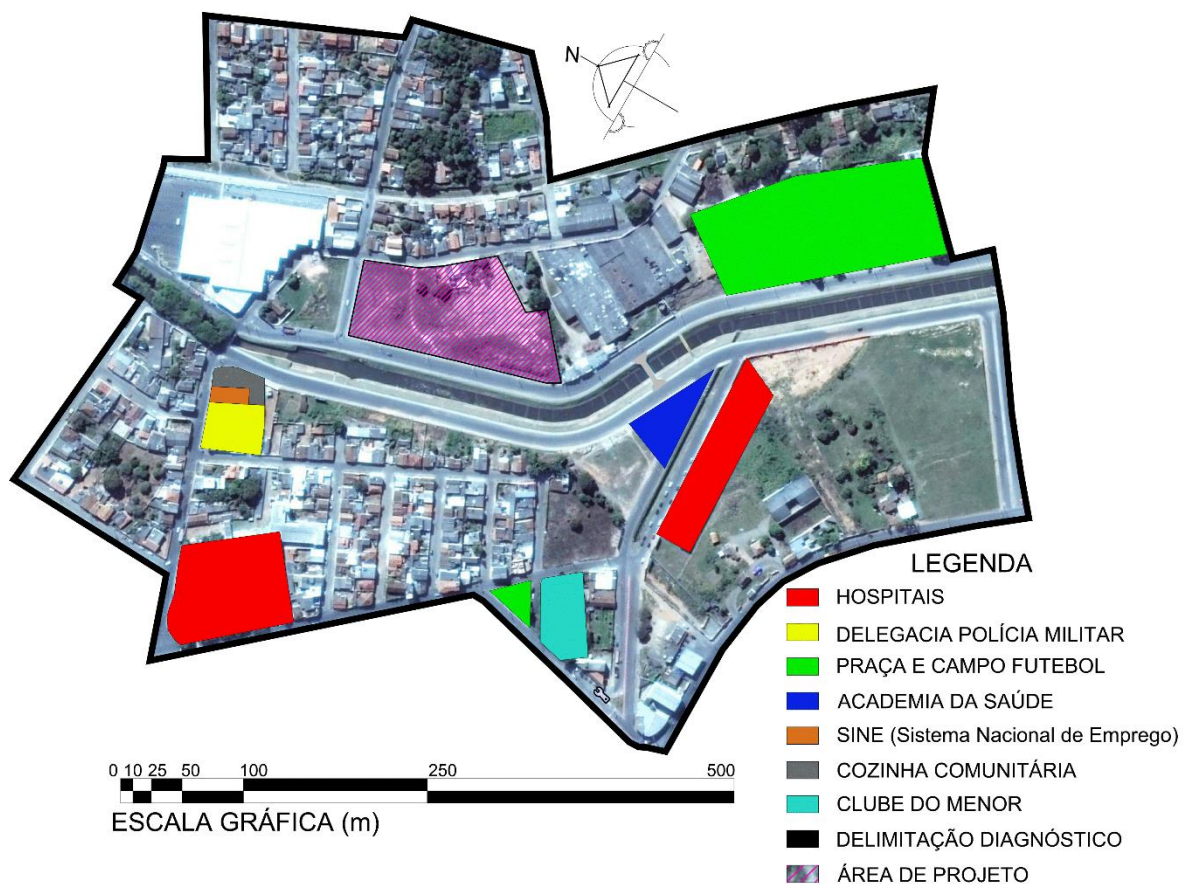 N
LEGENDA
HOSPITAIS
DELEGACIA POLÍCIA MILITAR
PRAÇA E CAMPO FUTEBOL
ACADEMIA DA SAÚDE
SINE (Sistema Nacional de Emprego)
COZINHA COMUNITÁRIA
CLUBE DO MENOR
DELIMITAÇÃO DIAGNÓSTICO
ÁREA DE PROJETO
0 10 25 50 100 250 500
ESCALA GRÁFICA (m)